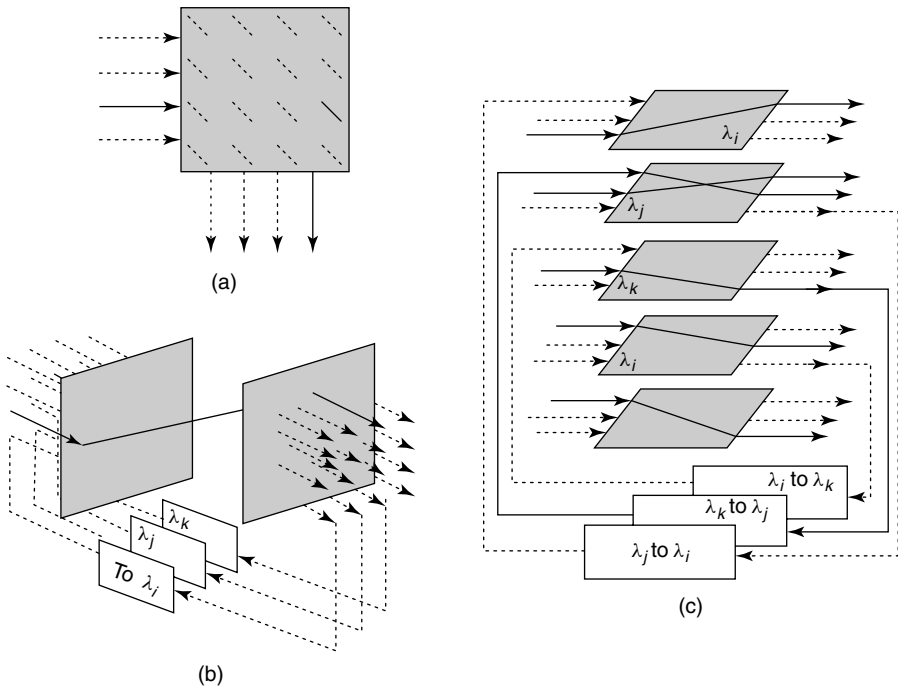 (a)
λk
λj
To λi
(b)
λi
λj
λk
λi
λi to λk
λk to λj
λj to λi
(c)